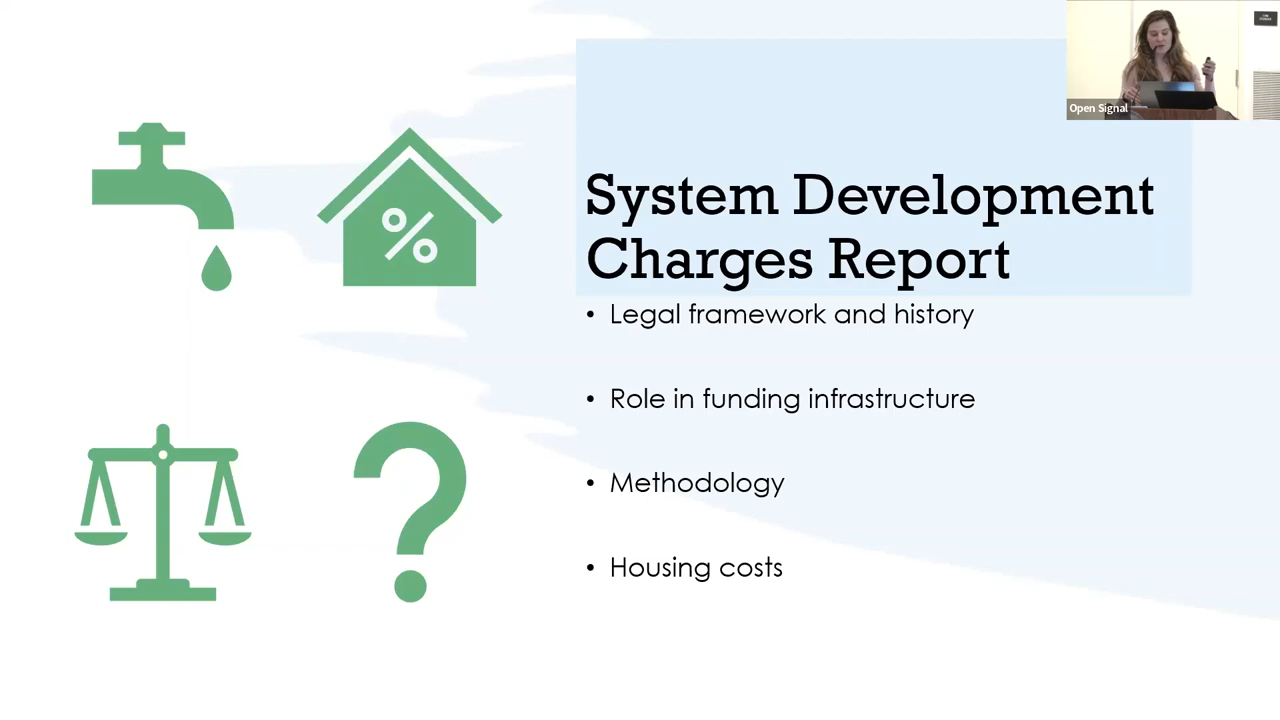 Open Signal
System Development
Charges Report
• Legal framework and history
• Role in funding infrastructure
• Methodology
• Housing costs
%
?